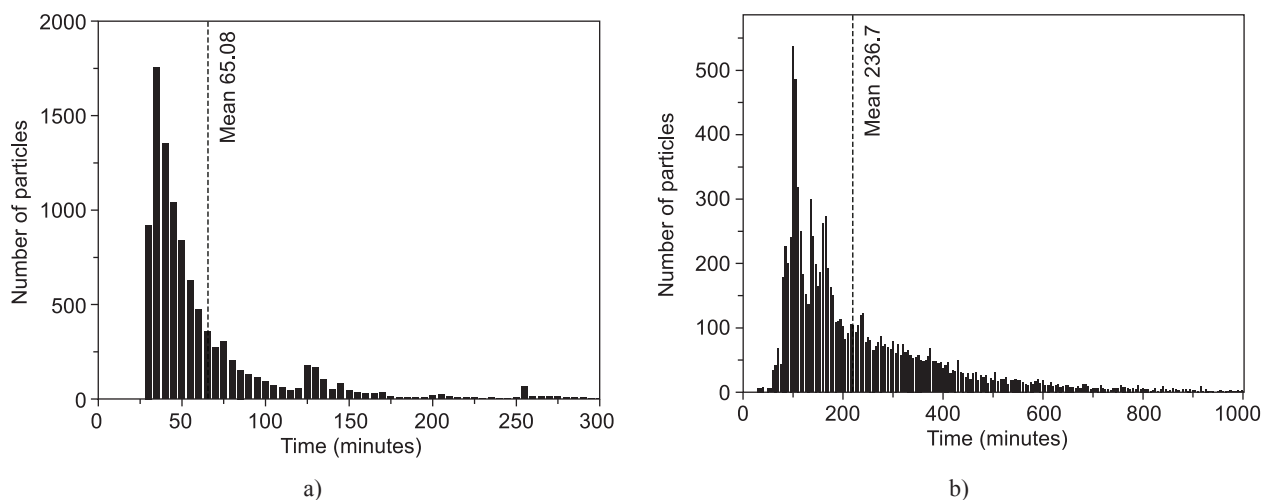 2000
1500
1000
500
0
Number of particles
Mean 65.08
0 50 100 150 200 250 300
Time (minutes)
a)
500
400
300
200
100
0
Number of particles
Mean 236.7
0 200 400 600 800 1000
Time (minutes)
b)